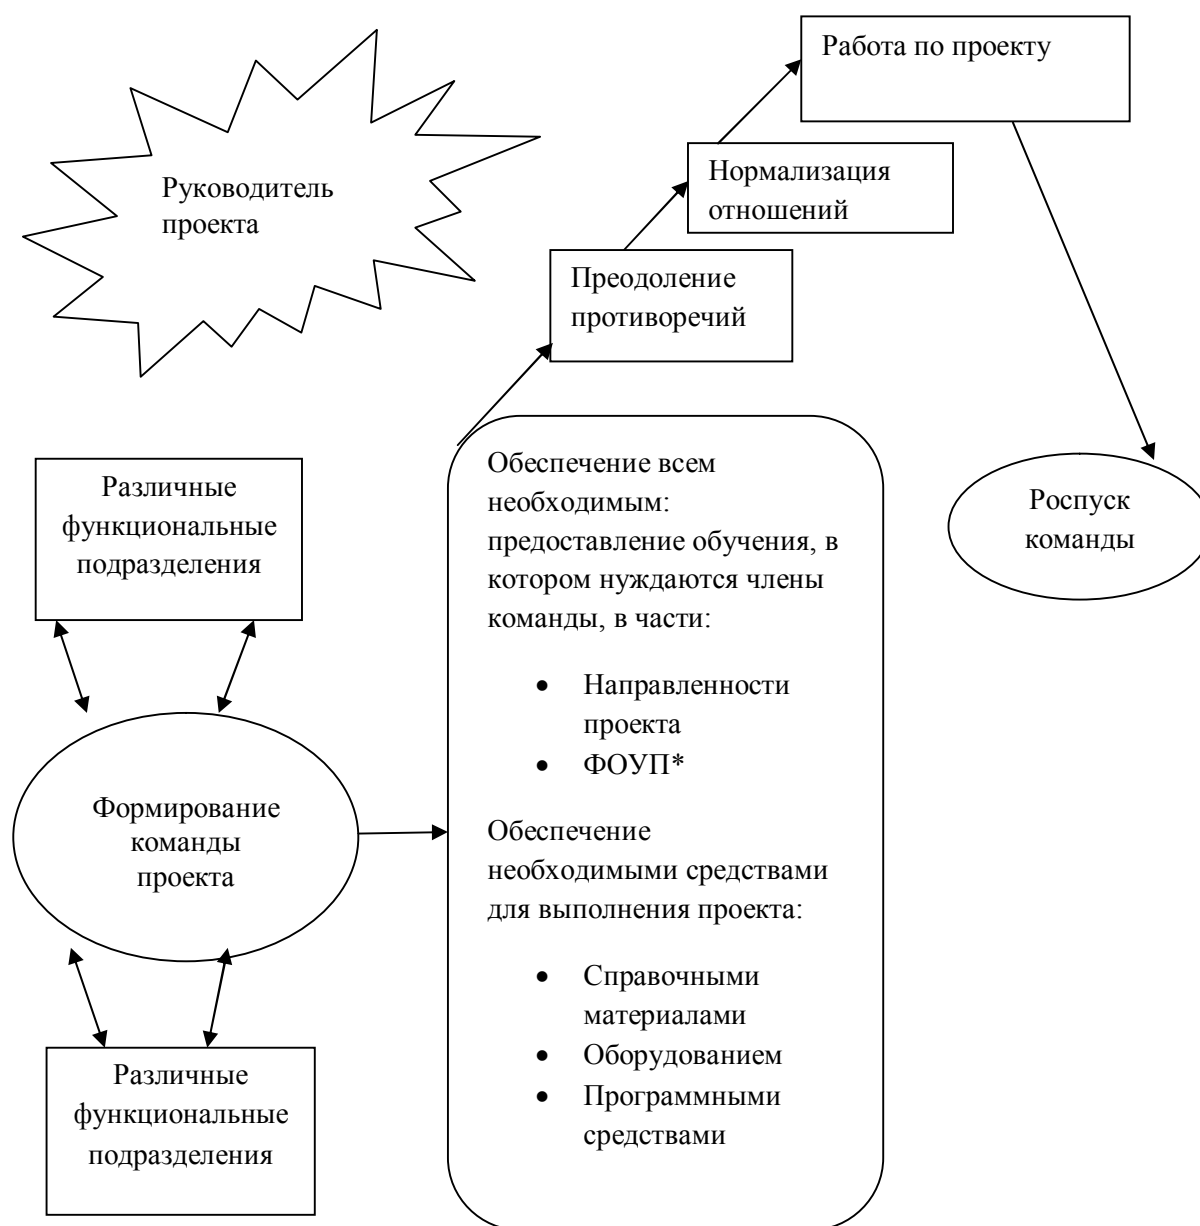 Работа по проекту
Руководитель
проекта
Нормализация
отношений
Преодоление
противоречий
Различные
функциональные
подразделения
Формирование
команды
проекта
Различные
функциональные
подразделения
Обеспечение всем
необходимым:
предоставление обучения, в
котором нуждаются члены
команды, в части:
• Направленности
проекта
• ФОУП*
Обеспечение
необходимыми средствами
для выполнения проекта:
• Справочными
материалами
• Оборудованием
• Программными
средствами
Роспуск
команды